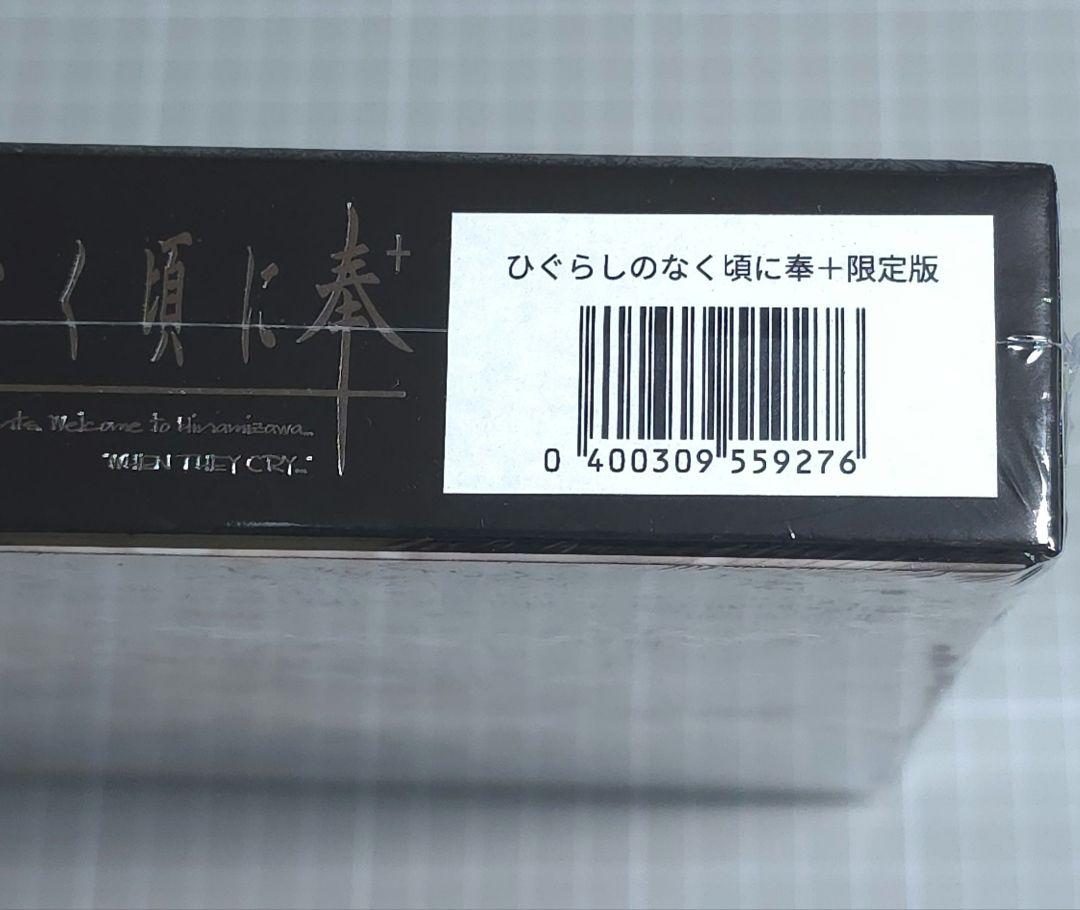 く頃に奉+
Welcome to Hinamizawa...
"WHEN THEY CRY..."
ひぐらしのなく頃に奉＋限定版
0 400309 559276